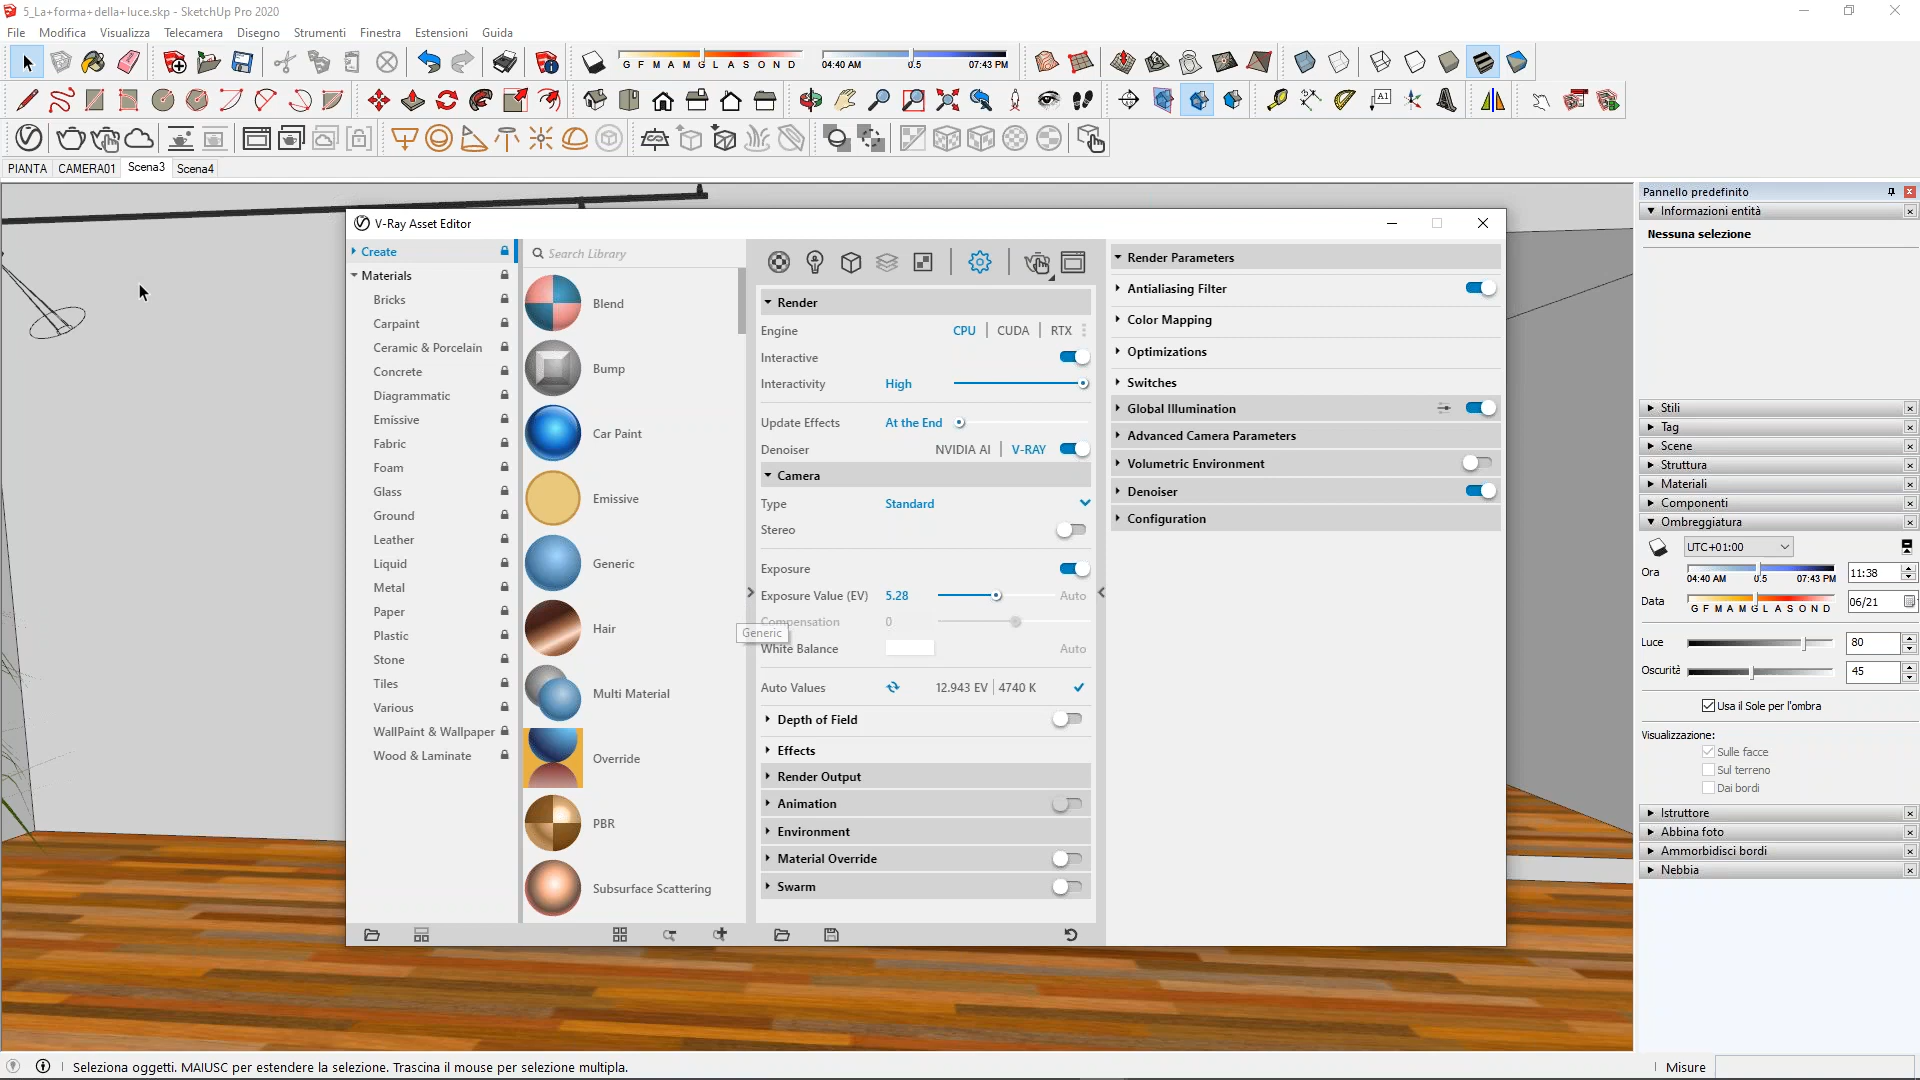 5_La+forma+della+luce.skp - SketchUp Pro 2020
File Modifica Visualizza Telecamera Disegno Strumenti Finestra Estensioni Guida
G F M A M G L A S O N D 04:40 AM 0.5 07:43 PM
A1
PIANTA CAMERA01 Scena3 Scena4
V-Ray Asset Editor
Create
Materials
Bricks
Carpaint
Ceramic & Porcelain
Concrete
Diagrammatic
Emissive
Fabric
Foam
Glass
Ground
Leather
Liquid
Metal
Paper
Plastic
Stone
Tiles
Various
WallPaint & Wallpaper
Wood & Laminate
Search Library
Blend
Bump
Car Paint
Emissive
Generic
Hair
Multi Material
Override
PBR
Subsurface Scattering
Generic
Render
Engine CPU CUDA RTX
Interactive
Interactivity High
Update Effects At the End
Denoiser NVIDIA AI V-RAY
Camera
Type Standard
Stereo
Exposure
Exposure Value (EV) 5.28 Auto
Compensation 0
White Balance Auto
Auto Values 12.943 EV 4740 K
Depth of Field
Effects
Render Output
Animation
Environment
Material Override
Swarm
Render Parameters
Antialiasing Filter
Color Mapping
Optimizations
Switches
Global Illumination
Advanced Camera Parameters
Volumetric Environment
Denoiser
Configuration
Pannello predefinito
Informazioni entità
Nessuna selezione
Stili
Tag
Scene
Struttura
Materiali
Componenti
Ombreggiatura
UTC+01:00
Ora 04:40 AM 0.5 07:43 PM 11:38
Data G F M A M G L A S O N D 06/21
Luce 80
Oscurità 45
Usa il Sole per l'ombra
Visualizzazione:
Sulle facce
Sul terreno
Dai bordi
Istruttore
Abbina foto
Ammorbidisci bordi
Nebbia
Seleziona oggetti. MAIUSC per estendere la selezione. Trascina il mouse per selezione multipla.
Misure